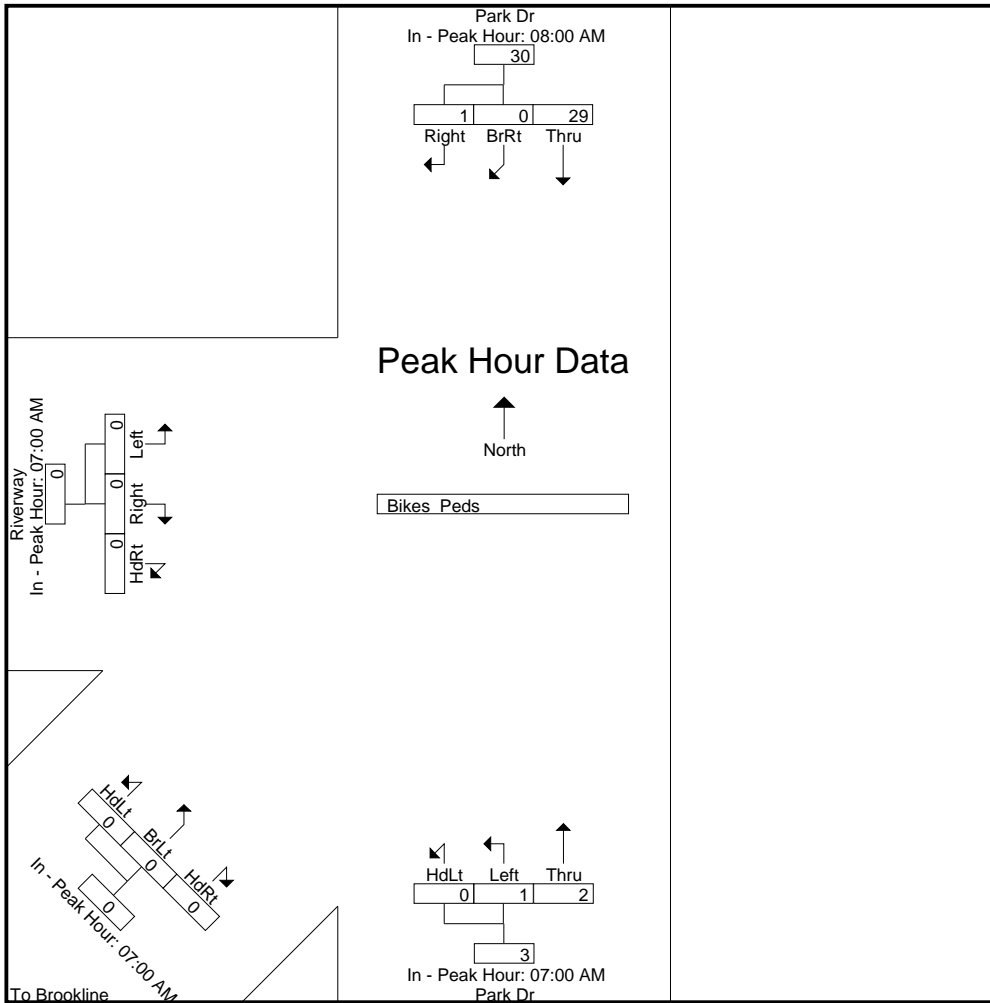 Park Dr
In - Peak Hour: 08:00 AM
30
1 0 29
Right BrRt Thru
Peak Hour Data
North
Bikes Peds
Riverway
In - Peak Hour: 07:00 AM
0
0 0 0
Left Right HdRt
HdLt BrLt HdRt
0 0 0
0
In - Peak Hour: 07:00 AM
To Brookline
HdLt Left Thru
0 1 2
3
In - Peak Hour: 07:00 AM
Park Dr